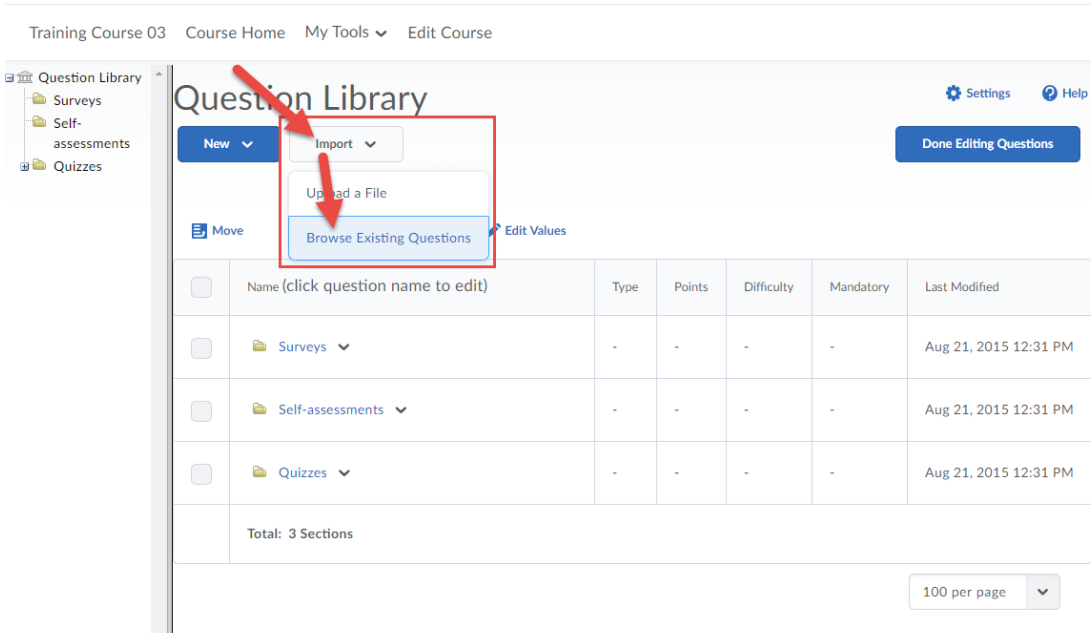 Training Course 03 Course Home My Tools Edit Course
Question Library
Surveys
Self-
assessments
Quizzes
Question Library
Settings Help
New Import Done Editing Questions
Upload a File
Browse Existing Questions
Move Edit Values
Name (click question name to edit) Type Points Difficulty Mandatory Last Modified
Surveys - - - - Aug 21, 2015 12:31 PM
Self-assessments - - - - Aug 21, 2015 12:31 PM
Quizzes - - - - Aug 21, 2015 12:31 PM
Total: 3 Sections
100 per page